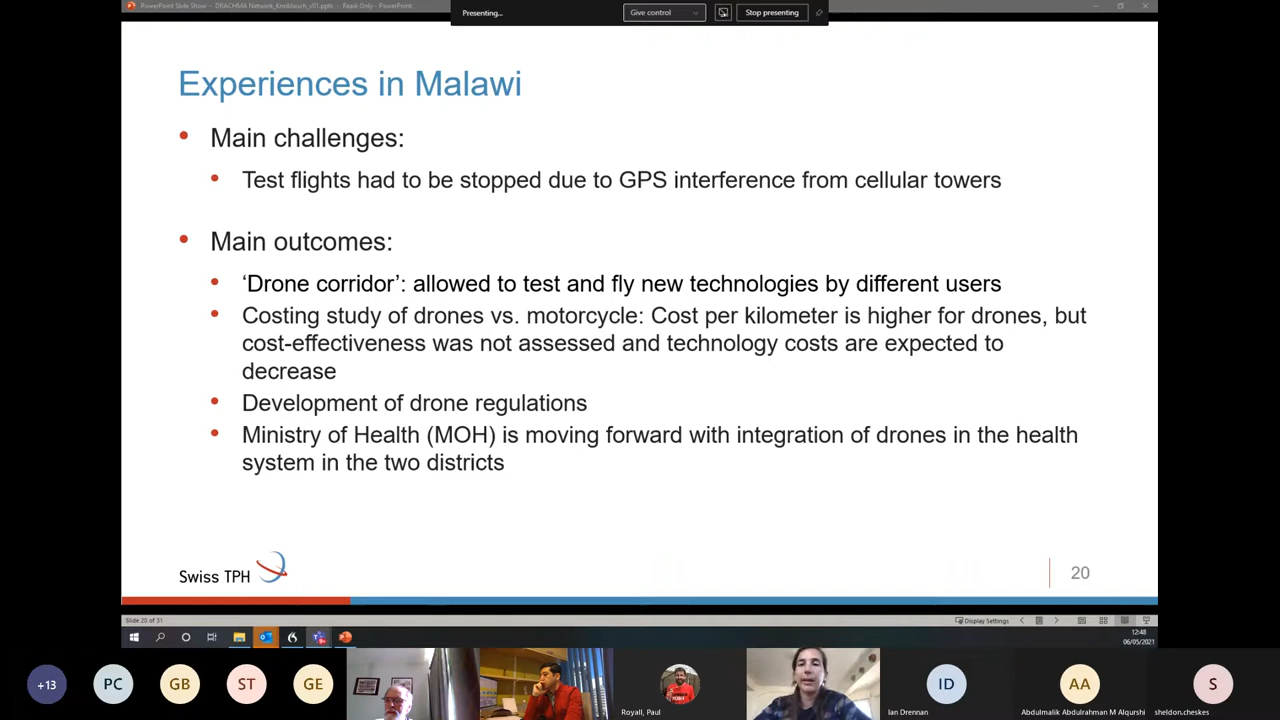 PowerPoint Slide Show - DRACHMA Network_Knoblauch_v01.pptx - Read-Only - PowerPoint
Presenting...
Give control
Stop presenting
Experiences in Malawi
• Main challenges:
• Test flights had to be stopped due to GPS interference from cellular towers
• Main outcomes:
• ‘Drone corridor’: allowed to test and fly new technologies by different users
• Costing study of drones vs. motorcycle: Cost per kilometer is higher for drones, but
cost-effectiveness was not assessed and technology costs are expected to
decrease
• Development of drone regulations
• Ministry of Health (MOH) is moving forward with integration of drones in the health
system in the two districts
Swiss TPH
20
Slide 20 of 31
Display Settings
12:48
06/05/2021
+13
PC
GB
ST
GE
Royall, Paul
ID
Ian Drennan
AA
Abdulmalik Abdulrahman M Alqurshi
S
sheldon.cheskes